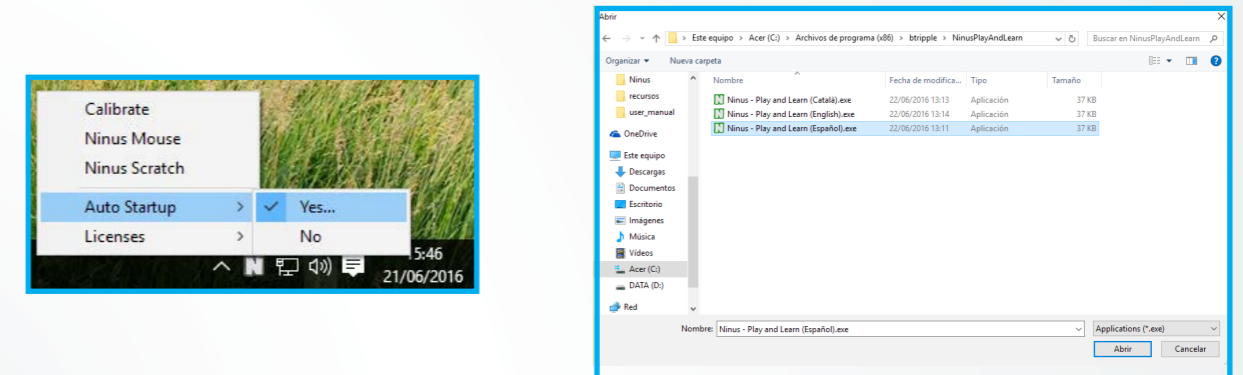 Calibrate
Ninus Mouse
Ninus Scratch
Auto Startup
Yes...
Licenses
No
15:46
21/06/2016
Abrir
Este equipo > Acer (C:) > Archivos de programa (x86) > btripple > NinusPlayAndLearn
Buscar en NinusPlayAndLearn
Organizar
Nueva carpeta
Ninus
recursos
user_manual
OneDrive
Este equipo
Descargas
Documentos
Escritorio
Imágenes
Música
Vídeos
Acer (C:)
DATA (D:)
Red
Nombre Fecha de modifica... Tipo Tamaño
Ninus - Play and Learn (Català).exe 22/06/2016 13:13 Aplicación 37 KB
Ninus - Play and Learn (English).exe 22/06/2016 13:14 Aplicación 37 KB
Ninus - Play and Learn (Español).exe 22/06/2016 13:11 Aplicación 37 KB
Nombre: Ninus - Play and Learn (Español).exe
Applications (*.exe)
Abrir
Cancelar